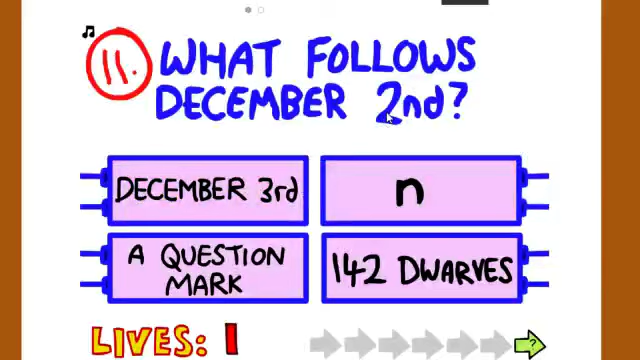 11.
WHAT FOLLOWS
DECEMBER 2nd?
DECEMBER 3rd
n
A QUESTION
MARK
142 DWARVES
LIVES: 1
?